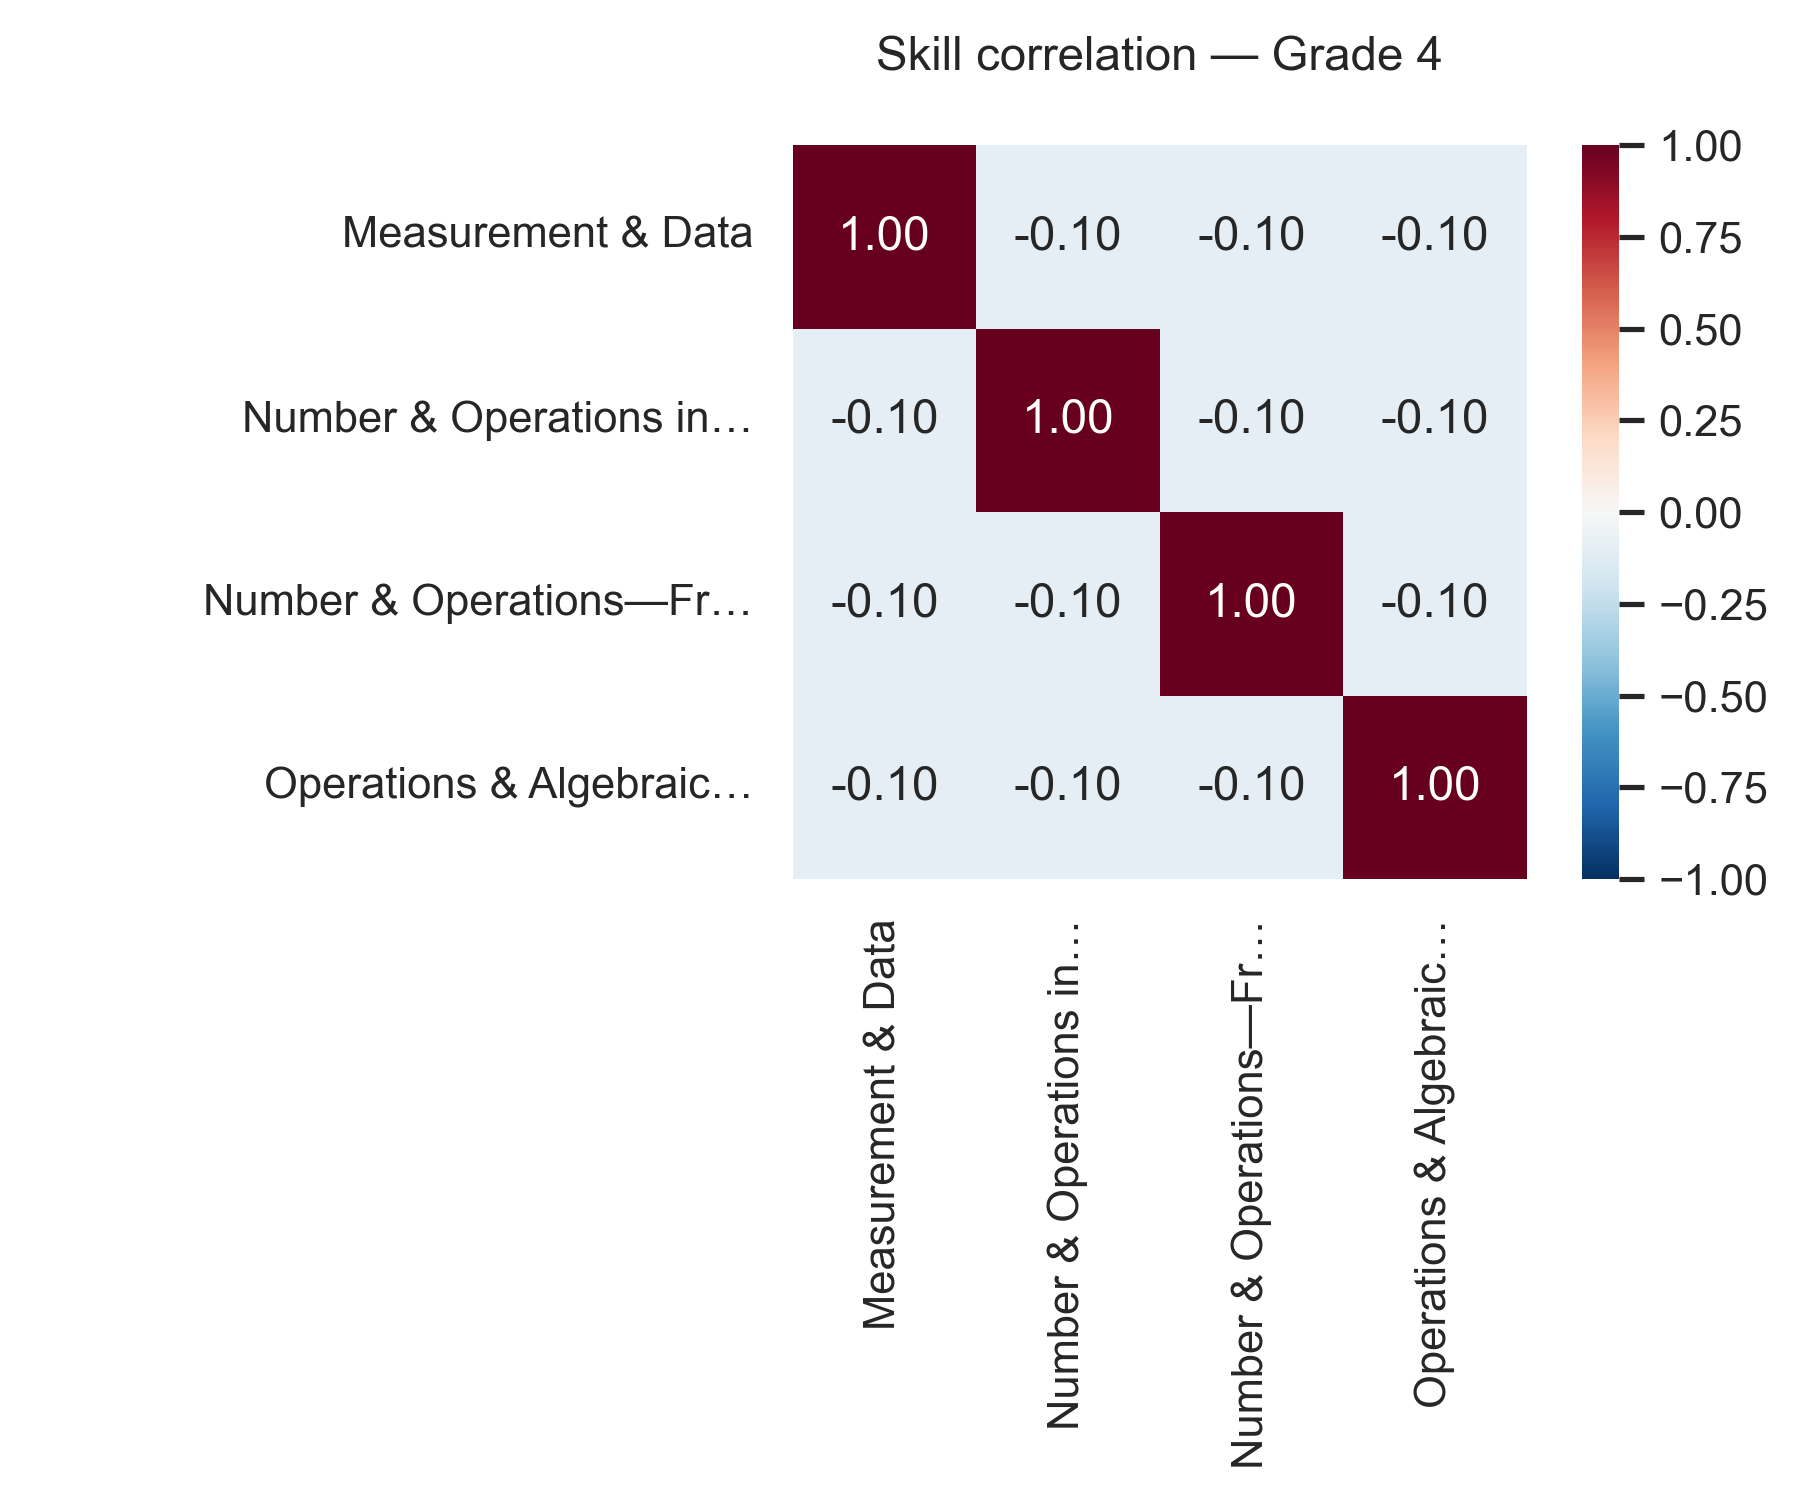 Skill correlation — Grade 4
Measurement & Data
1.00 -0.10 -0.10 -0.10
Number & Operations in…
-0.10 1.00 -0.10 -0.10
Number & Operations—Fr…
-0.10 -0.10 1.00 -0.10
Operations & Algebraic…
-0.10 -0.10 -0.10 1.00
Measurement & Data
Number & Operations in…
Number & Operations—Fr…
Operations & Algebraic…
1.00
0.75
0.50
0.25
0.00
−0.25
−0.50
−0.75
−1.00